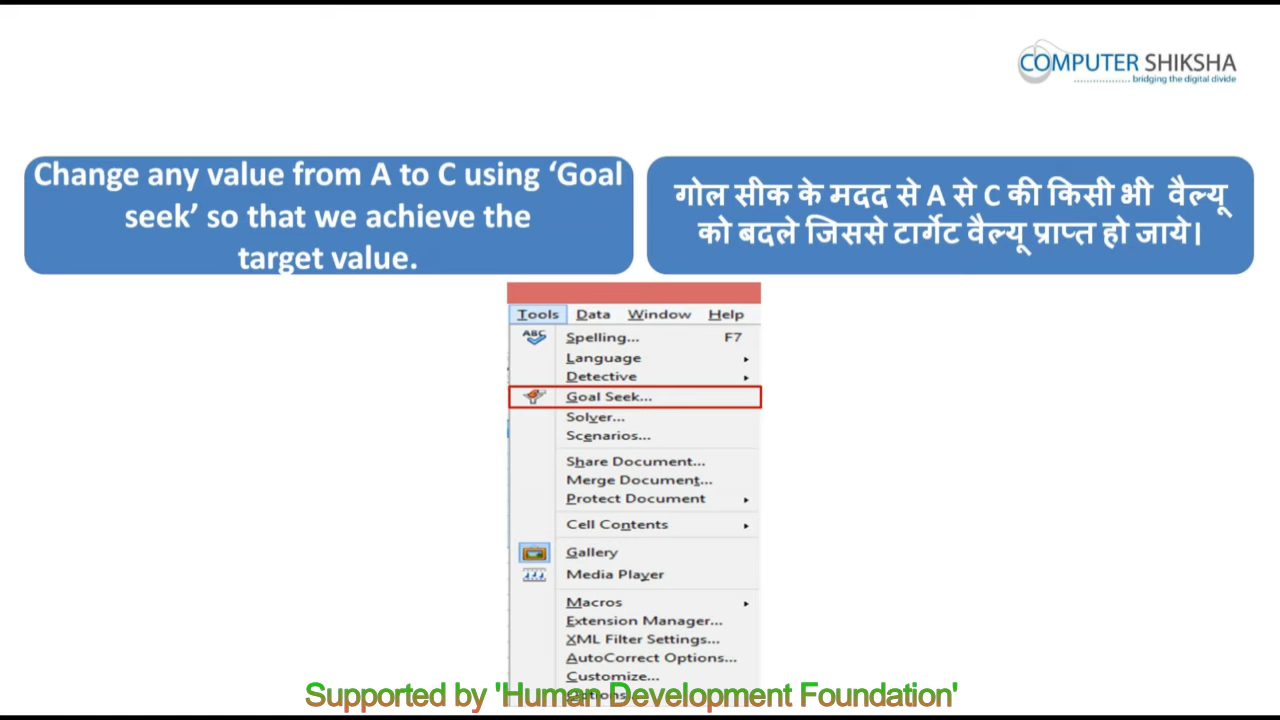 COMPUTER SHIKSHA
bridging the digital divide
Change any value from A to C using ‘Goal
seek’ so that we achieve the
target value.
गोल सीक के मदद से A से C की किसी भी वैल्यू
को बदले जिससे टार्गेट वैल्यू प्राप्त हो जाये।
Tools Data Window Help
ABC Spelling... F7
Language
Detective
Goal Seek...
Solver...
Scenarios...
Share Document...
Merge Document...
Protect Document
Cell Contents
Gallery
Media Player
Macros
Extension Manager...
XML Filter Settings...
AutoCorrect Options...
Customize...
Options...
Supported by 'Human Development Foundation'